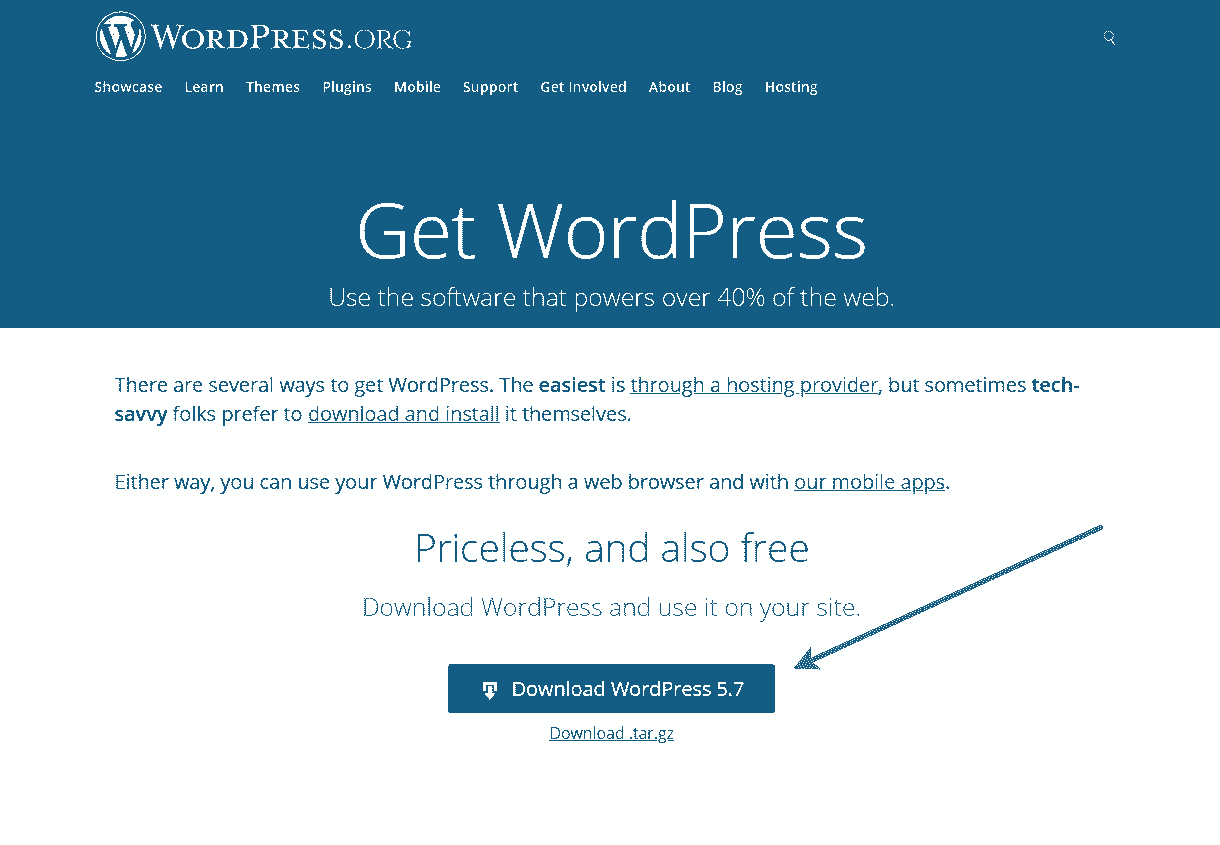 WORDPRESS.ORG
Showcase Learn Themes Plugins Mobile Support Get Involved About Blog Hosting
Get WordPress
Use the software that powers over 40% of the web.
There are several ways to get WordPress. The easiest is through a hosting provider, but sometimes tech-
savvy folks prefer to download and install it themselves.
Either way, you can use your WordPress through a web browser and with our mobile apps.
Priceless, and also free
Download WordPress and use it on your site.
Download WordPress 5.7
Download .tar.gz